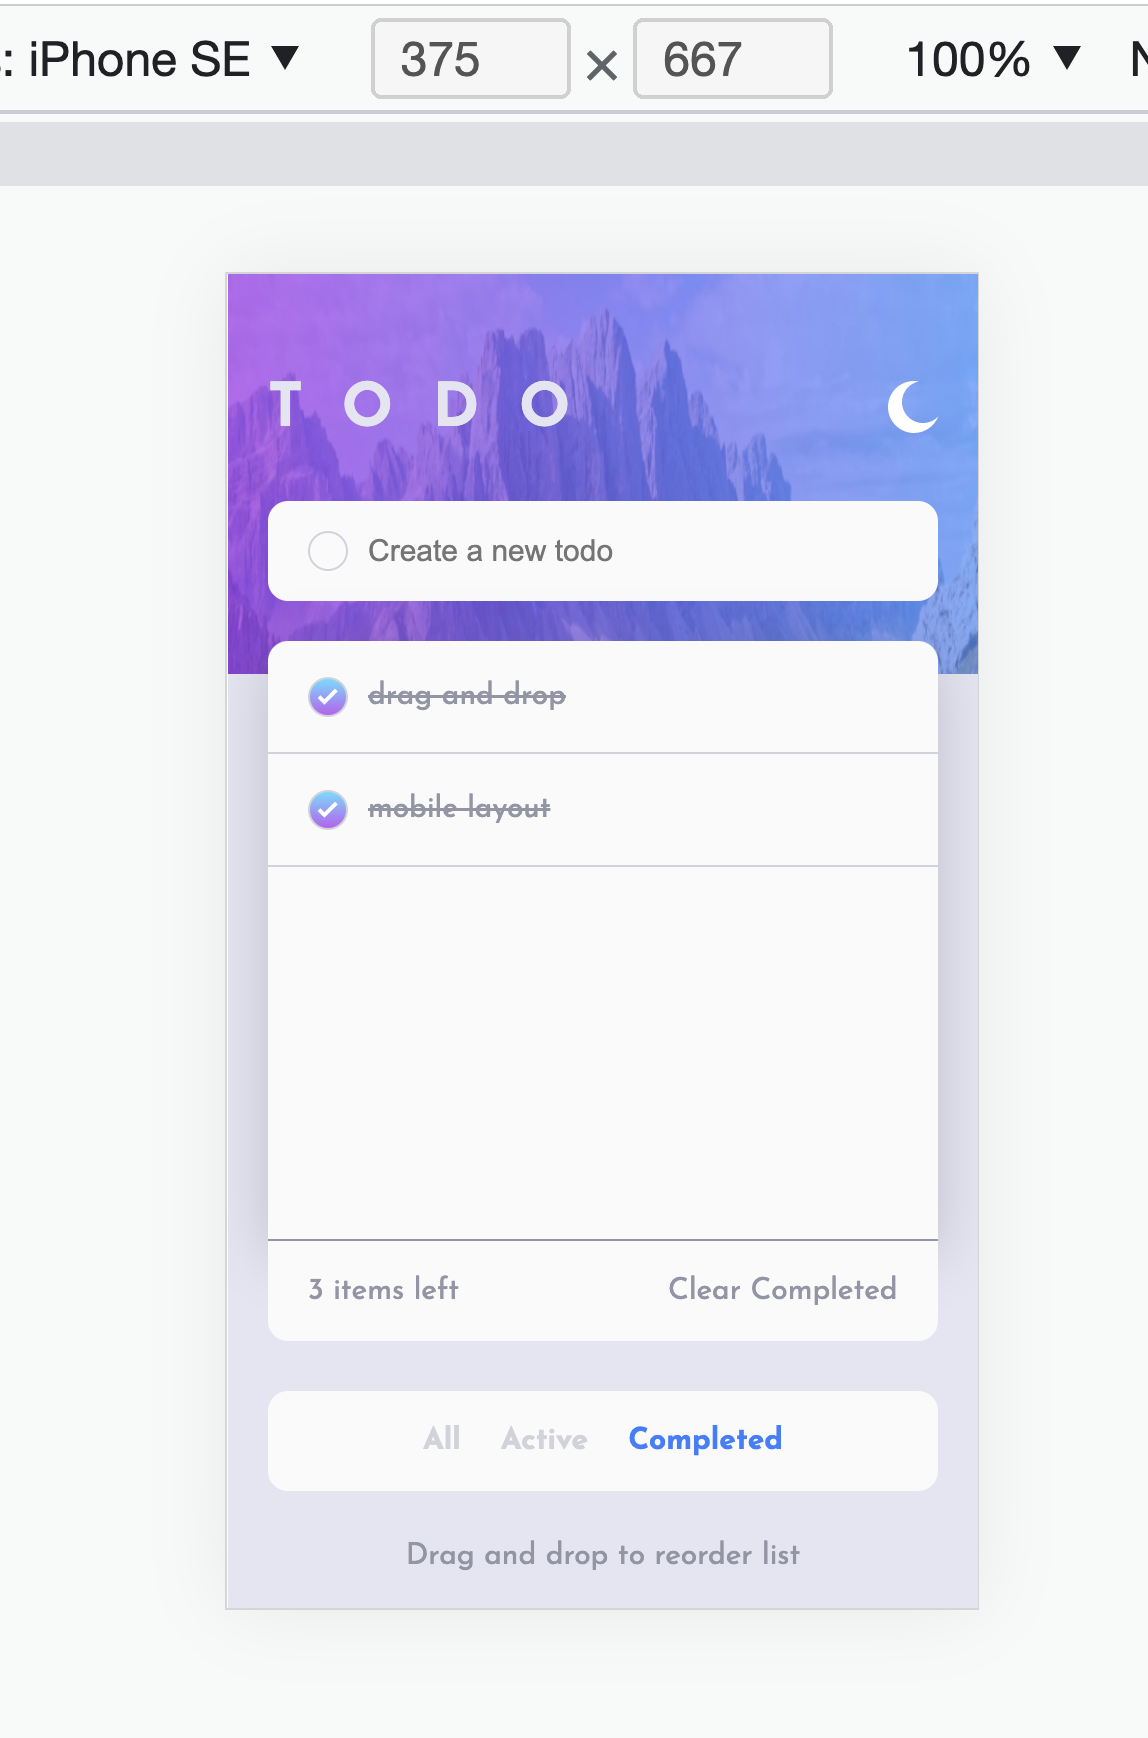 : iPhone SE ▼ 375 × 667 100% ▼ N
T O D O
Create a new todo
drag and drop
mobile layout
3 items left Clear Completed
All Active Completed
Drag and drop to reorder list